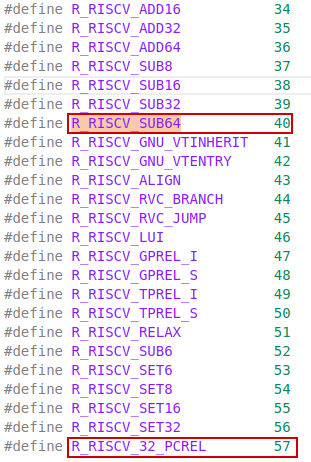 #define R_RISCV_ADD16 34
#define R_RISCV_ADD32 35
#define R_RISCV_ADD64 36
#define R_RISCV_SUB8 37
#define R_RISCV_SUB16 38
#define R_RISCV_SUB32 39
#define R_RISCV_SUB64 40
#define R_RISCV_GNU_VTINHERIT 41
#define R_RISCV_GNU_VTENTRY 42
#define R_RISCV_ALIGN 43
#define R_RISCV_RVC_BRANCH 44
#define R_RISCV_RVC_JUMP 45
#define R_RISCV_LUI 46
#define R_RISCV_GPREL_I 47
#define R_RISCV_GPREL_S 48
#define R_RISCV_TPREL_I 49
#define R_RISCV_TPREL_S 50
#define R_RISCV_RELAX 51
#define R_RISCV_SUB6 52
#define R_RISCV_SET6 53
#define R_RISCV_SET8 54
#define R_RISCV_SET16 55
#define R_RISCV_SET32 56
#define R_RISCV_32_PCREL 57